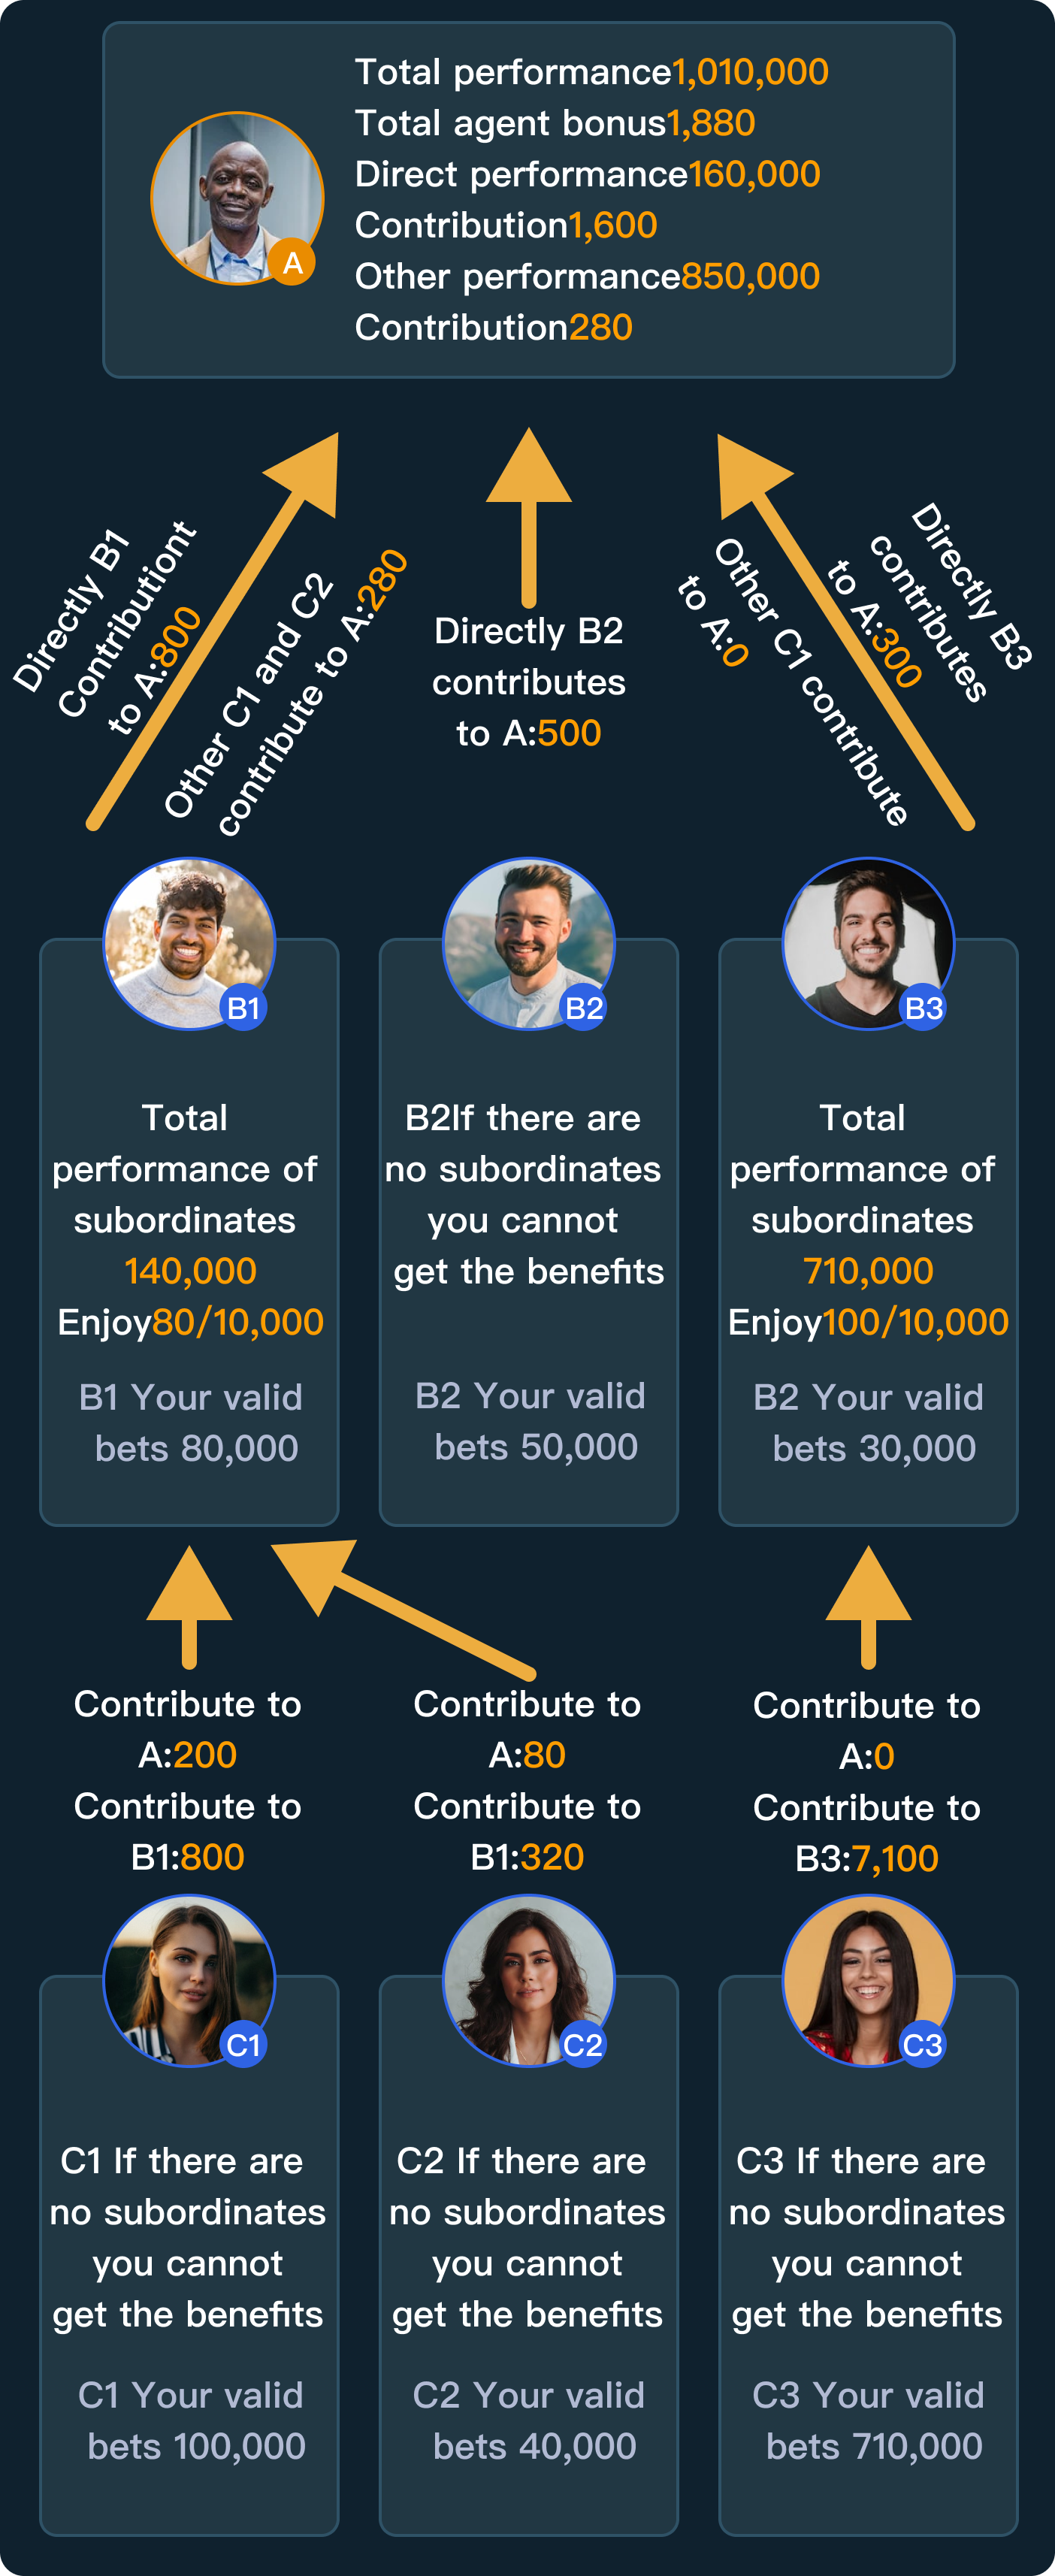 Total performance1,010,000
Total agent bonus1,880
Direct performance160,000
Contribution1,600
Other performance850,000
Contribution280
A
Directly B1
Contributiont
to A:800
Other C1 and C2
contribute to A:280
Directly B2
contributes
to A:500
Other C1 contribute
to A:0
Directly B3
contributes
to A:300
B1
Total
performance of
subordinates
140,000
Enjoy80/10,000
B1 Your valid
bets 80,000
B2
B2If there are
no subordinates
you cannot
get the benefits
B2 Your valid
bets 50,000
B3
Total
performance of
subordinates
710,000
Enjoy100/10,000
B2 Your valid
bets 30,000
Contribute to
A:200
Contribute to
B1:800
Contribute to
A:80
Contribute to
B1:320
Contribute to
A:0
Contribute to
B3:7,100
C1
C1 If there are
no subordinates
you cannot
get the benefits
C1 Your valid
bets 100,000
C2
C2 If there are
no subordinates
you cannot
get the benefits
C2 Your valid
bets 40,000
C3
C3 If there are
no subordinates
you cannot
get the benefits
C3 Your valid
bets 710,000